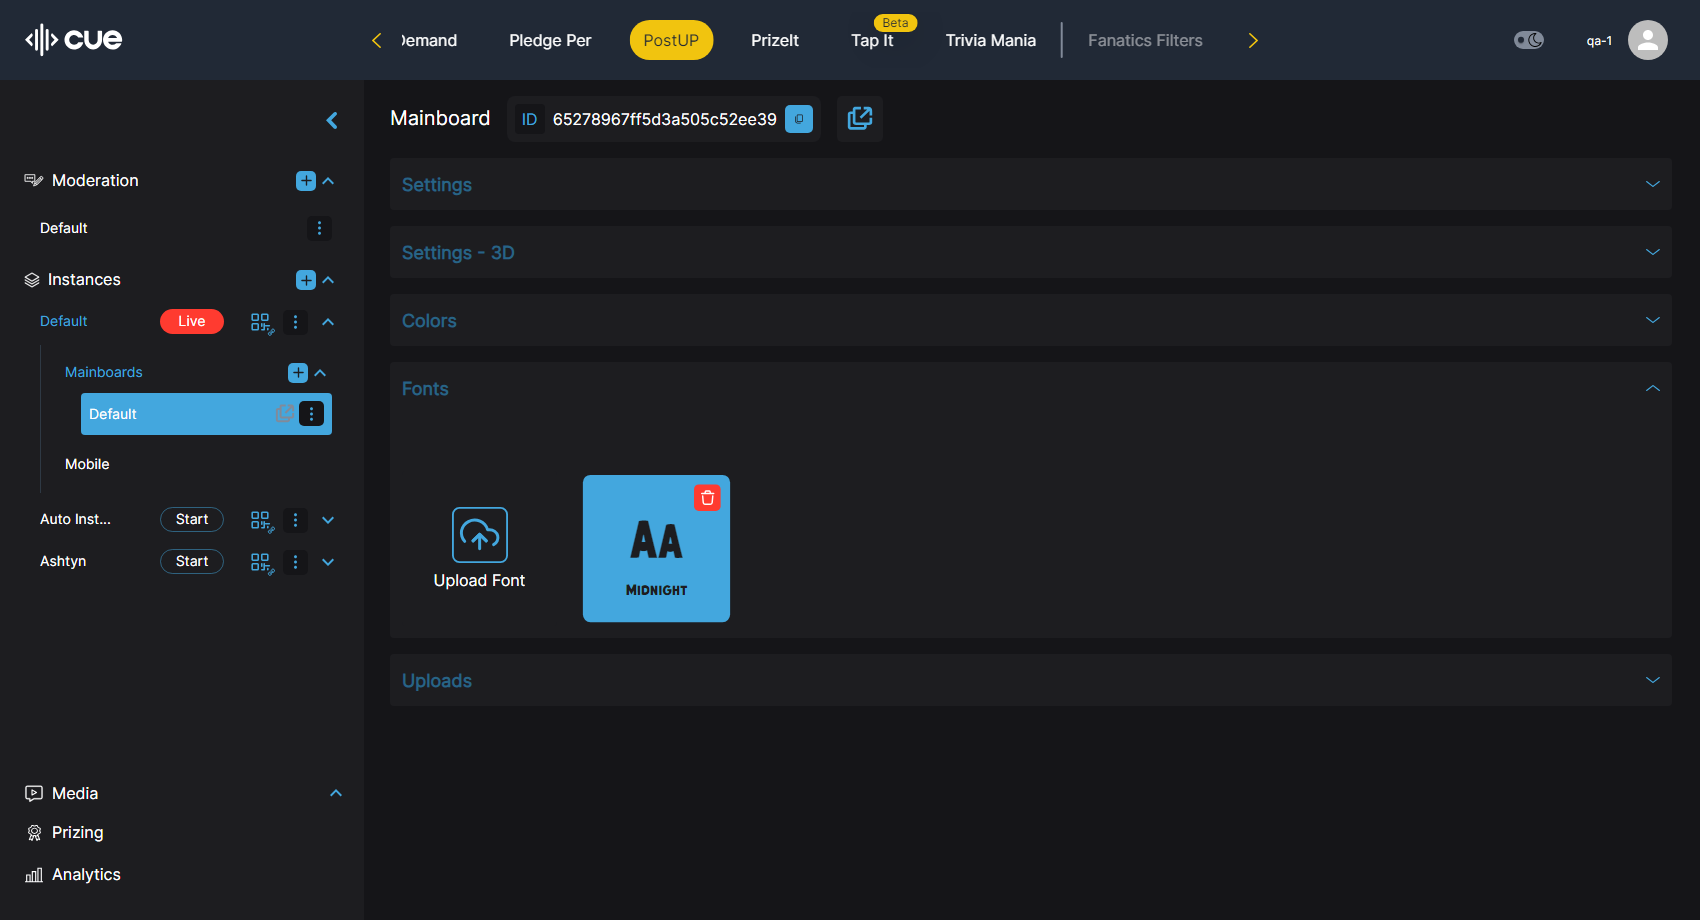 cue
Demand
Pledge Per
PostUP
PrizeIt
Beta
Tap It
Trivia Mania
Fanatics Filters
qa-1
Mainboard
ID 65278967ff5d3a505c52ee39
Moderation
Default
Instances
Default Live
Mainboards
Default
Mobile
Auto Inst... Start
Ashtyn Start
Media
Prizing
Analytics
Settings
Settings - 3D
Colors
Fonts
Upload Font
AA
MIDNIGHT
Uploads